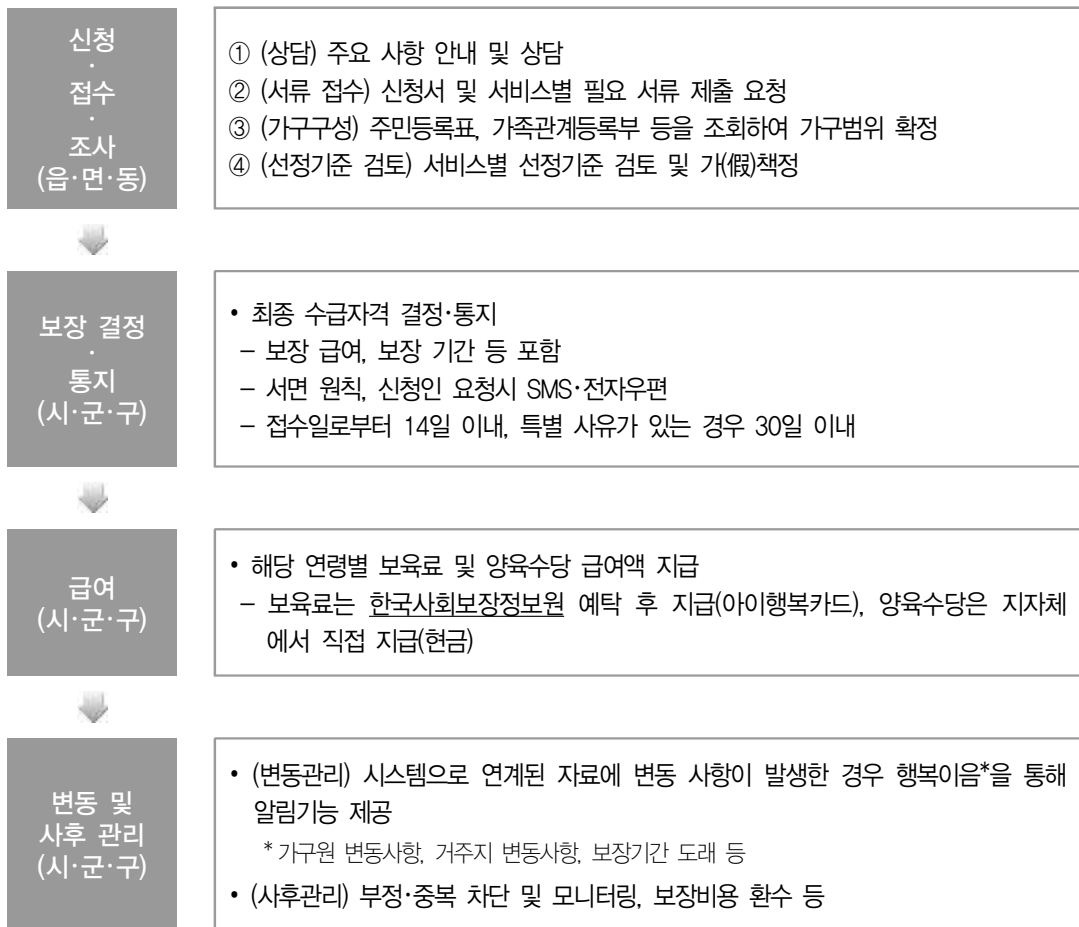 신청
·
접수
·
조사
(읍·면·동)
① (상담) 주요 사항 안내 및 상담
② (서류 접수) 신청서 및 서비스별 필요 서류 제출 요청
③ (가구구성) 주민등록표, 가족관계등록부 등을 조회하여 가구범위 확정
④ (선정기준 검토) 서비스별 선정기준 검토 및 가(假)책정
보장 결정
·
통지
(시·군·구)
• 최종 수급자격 결정·통지
– 보장 급여, 보장 기간 등 포함
– 서면 원칙, 신청인 요청시 SMS·전자우편
– 접수일로부터 14일 이내, 특별 사유가 있는 경우 30일 이내
급여
(시·군·구)
• 해당 연령별 보육료 및 양육수당 급여액 지급
– 보육료는 한국사회보장정보원 예탁 후 지급(아이행복카드), 양육수당은 지자체
에서 직접 지급(현금)
변동 및
사후 관리
(시·군·구)
• (변동관리) 시스템으로 연계된 자료에 변동 사항이 발생한 경우 행복이음*을 통해
알림기능 제공
* 가구원 변동사항, 거주지 변동사항, 보장기간 도래 등
• (사후관리) 부정·중복 차단 및 모니터링, 보장비용 환수 등